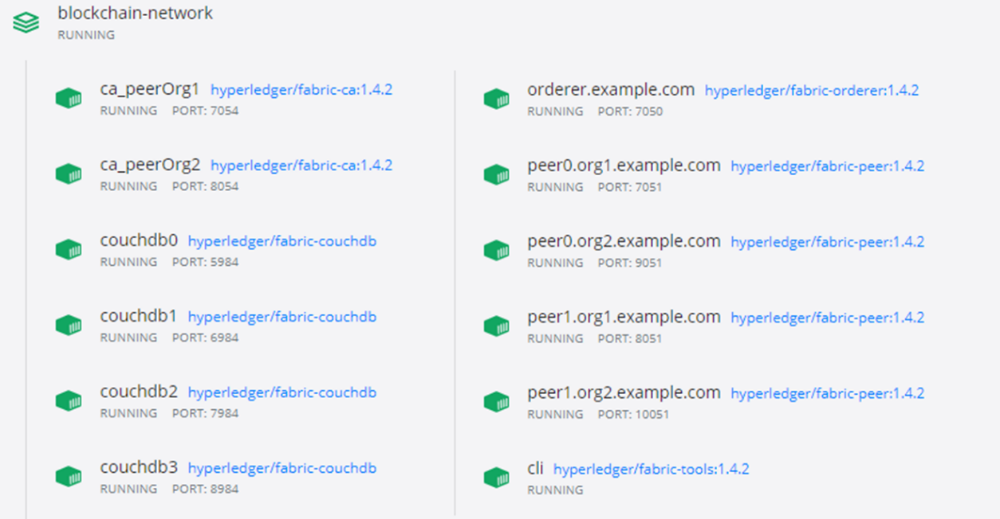 blockchain-network
RUNNING
ca_peerOrg1 hyperledger/fabric-ca:1.4.2
RUNNING PORT: 7054
ca_peerOrg2 hyperledger/fabric-ca:1.4.2
RUNNING PORT: 8054
couchdb0 hyperledger/fabric-couchdb
RUNNING PORT: 5984
couchdb1 hyperledger/fabric-couchdb
RUNNING PORT: 6984
couchdb2 hyperledger/fabric-couchdb
RUNNING PORT: 7984
couchdb3 hyperledger/fabric-couchdb
RUNNING PORT: 8984
orderer.example.com hyperledger/fabric-orderer:1.4.2
RUNNING PORT: 7050
peer0.org1.example.com hyperledger/fabric-peer:1.4.2
RUNNING PORT: 7051
peer0.org2.example.com hyperledger/fabric-peer:1.4.2
RUNNING PORT: 9051
peer1.org1.example.com hyperledger/fabric-peer:1.4.2
RUNNING PORT: 8051
peer1.org2.example.com hyperledger/fabric-peer:1.4.2
RUNNING PORT: 10051
cli hyperledger/fabric-tools:1.4.2
RUNNING